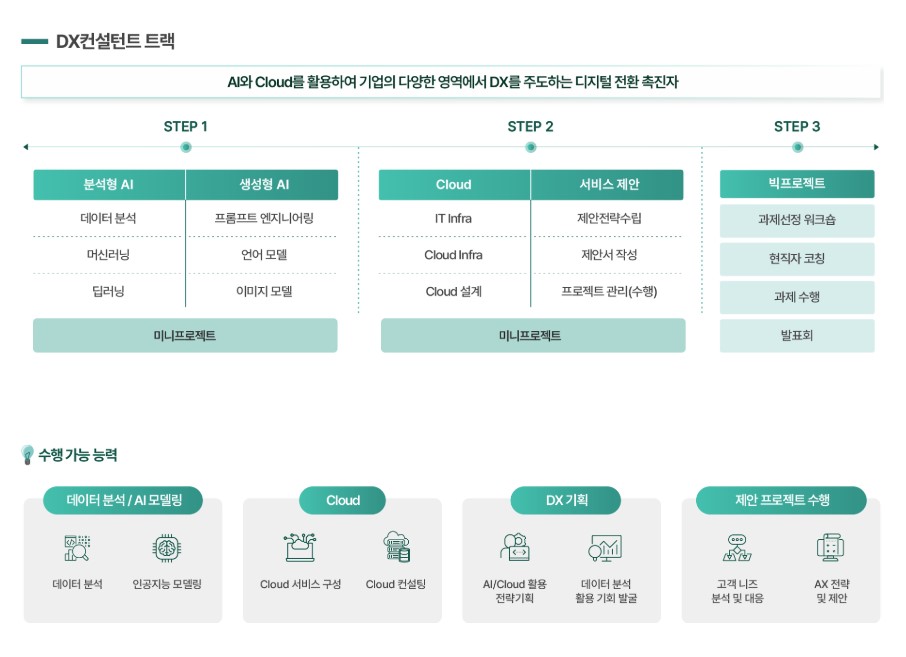 DX컨설턴트 트랙
AI와 Cloud를 활용하여 기업의 다양한 영역에서 DX를 주도하는 디지털 전환 촉진자
STEP 1
STEP 2
STEP 3
분석형 AI
생성형 AI
데이터 분석
프롬프트 엔지니어링
머신러닝
언어 모델
딥러닝
이미지 모델
미니프로젝트
Cloud
서비스 제안
IT Infra
제안전략수립
Cloud Infra
제안서 작성
Cloud 설계
프로젝트 관리(수행)
미니프로젝트
빅프로젝트
과제선정 워크숍
현직자 코칭
과제 수행
발표회
수행 가능 능력
데이터 분석 / AI 모델링
데이터 분석
인공지능 모델링
Cloud
Cloud 서비스 구성
Cloud 컨설팅
DX 기획
AI/Cloud 활용
전략기획
데이터 분석
활용 기회 발굴
제안 프로젝트 수행
고객 니즈
분석 및 대응
AX 전략
및 제안